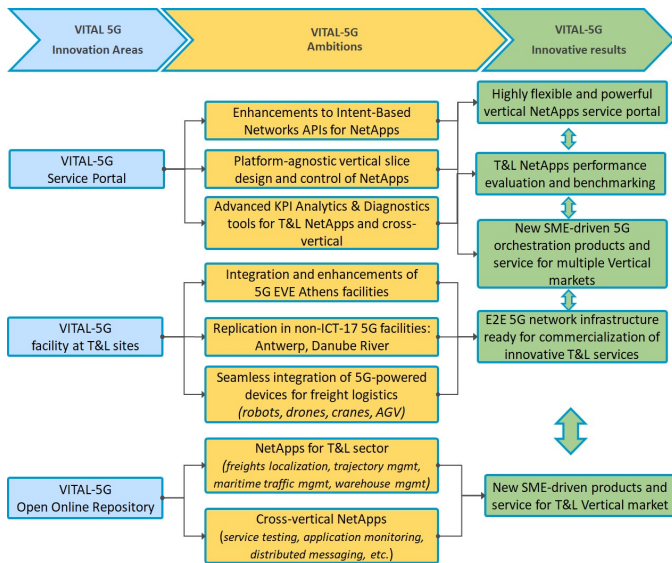 VITAL 5G
Innovation Areas
VITAL-5G
Ambitions
VITAL-5G
Innovative results
VITAL-5G
Service Portal
Enhancements to Intent-Based
Networks APIs for NetApps
Platform-agnostic vertical slice
design and control of NetApps
Advanced KPI Analytics & Diagnostics
tools for T&L NetApps and cross-
vertical
Highly flexible and powerful
vertical NetApps service portal
T&L NetApps performance
evaluation and benchmarking
New SME-driven 5G
orchestration products and
service for multiple Vertical
markets
VITAL-5G
facility at T&L sites
Integration and enhancements of
5G EVE Athens facilities
Replication in non-ICT-17 5G facilities:
Antwerp, Danube River
Seamless integration of 5G-powered
devices for freight logistics
(robots, drones, cranes, AGV)
E2E 5G network infrastructure
ready for commercialization of
innovative T&L services
VITAL-5G
Open Online Repository
NetApps for T&L sector
(freights localization, trajectory mgmt,
maritime traffic mgmt, warehouse mgmt)
Cross-vertical NetApps
(service testing, application monitoring,
distributed messaging, etc.)
New SME-driven products and
service for T&L Vertical market